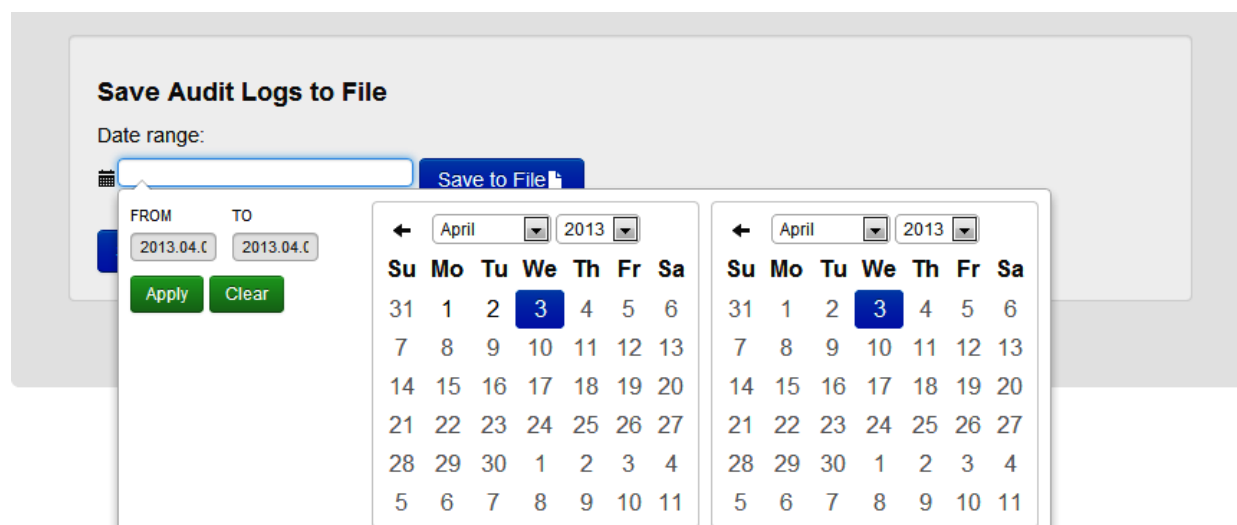 Save Audit Logs to File
Date range:
Save to File
FROM TO
2013.04.0 2013.04.0
Apply Clear
April 2013
Su Mo Tu We Th Fr Sa
31 1 2 3 4 5 6
7 8 9 10 11 12 13
14 15 16 17 18 19 20
21 22 23 24 25 26 27
28 29 30 1 2 3 4
5 6 7 8 9 10 11
April 2013
Su Mo Tu We Th Fr Sa
31 1 2 3 4 5 6
7 8 9 10 11 12 13
14 15 16 17 18 19 20
21 22 23 24 25 26 27
28 29 30 1 2 3 4
5 6 7 8 9 10 11